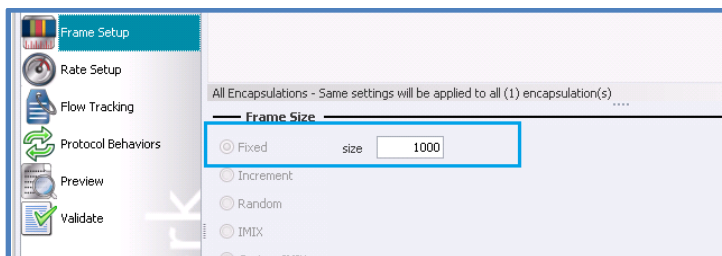 Frame Setup
Rate Setup
Flow Tracking
Protocol Behaviors
Preview
Validate
All Encapsulations - Same settings will be applied to all (1) encapsulation(s)
Frame Size
Fixed size 1000
Increment
Random
IMIX